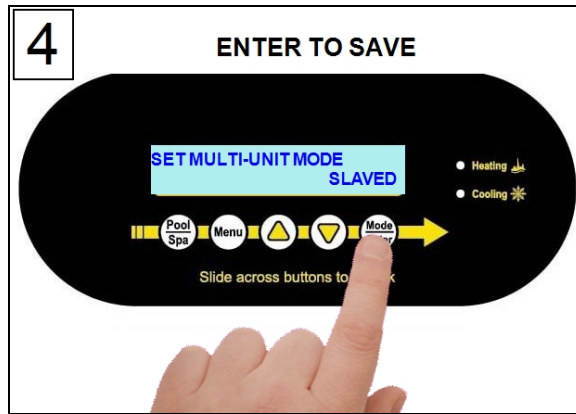 4
ENTER TO SAVE
SET MULTI-UNIT MODE
SLAVED
Heating
Cooling
Pool
Spa
Menu
Mode
Slide across buttons to